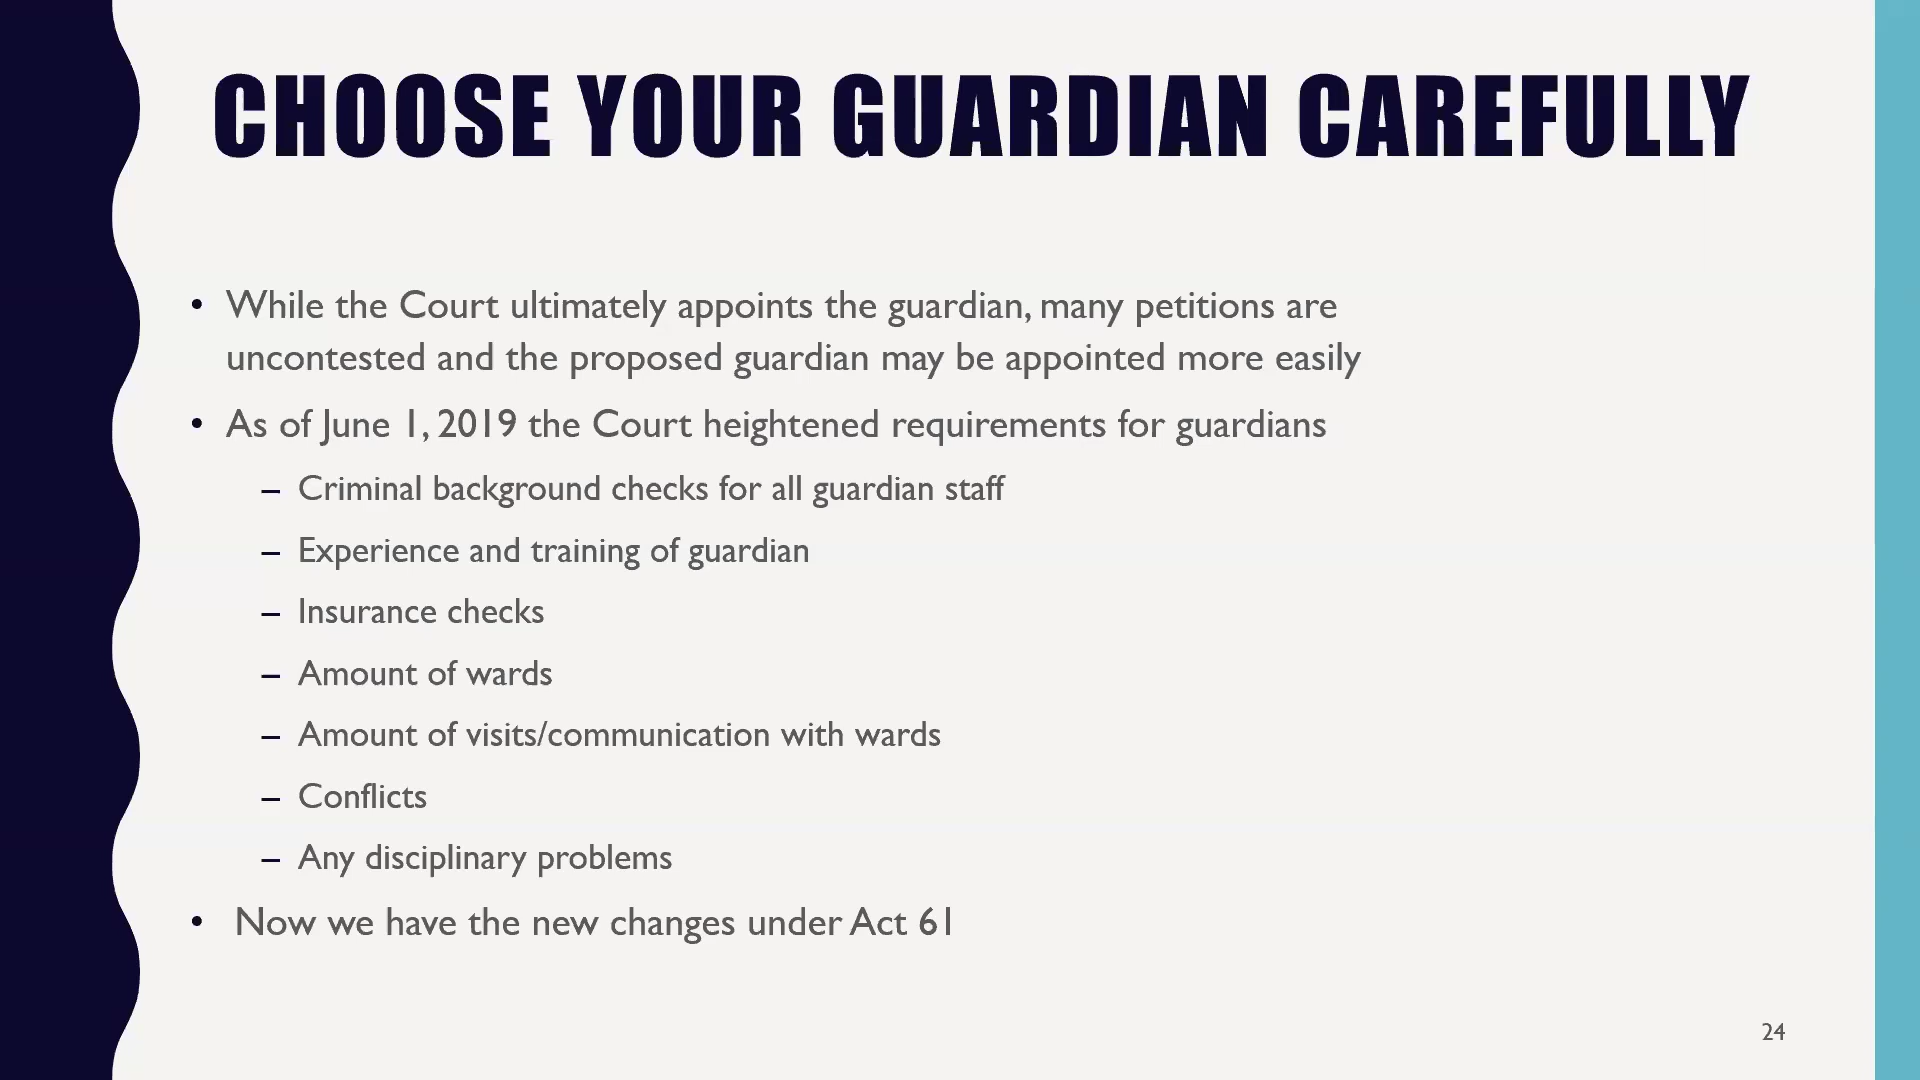 CHOOSE YOUR GUARDIAN CAREFULLY
• While the Court ultimately appoints the guardian, many petitions are
uncontested and the proposed guardian may be appointed more easily
• As of June 1, 2019 the Court heightened requirements for guardians
– Criminal background checks for all guardian staff
– Experience and training of guardian
– Insurance checks
– Amount of wards
– Amount of visits/communication with wards
– Conflicts
– Any disciplinary problems
• Now we have the new changes under Act 61
24